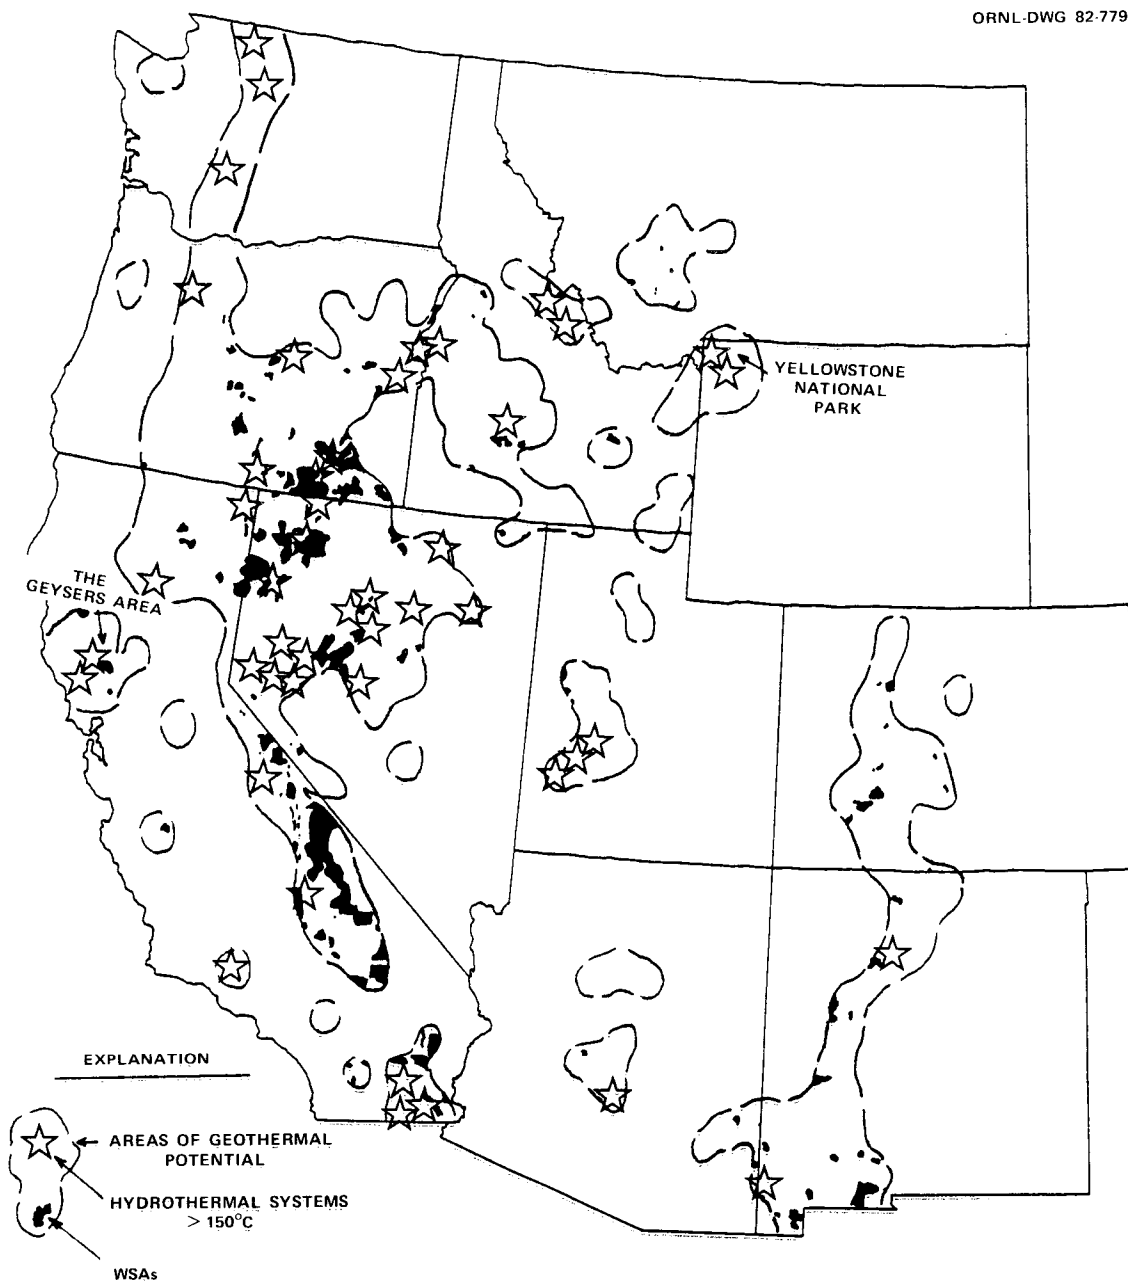 ORNL-DWG 82-779
YELLOWSTONE
NATIONAL
PARK
THE
GEYSERS AREA
EXPLANATION
AREAS OF GEOTHERMAL
POTENTIAL
HYDROTHERMAL SYSTEMS
> 150°C
WSAs